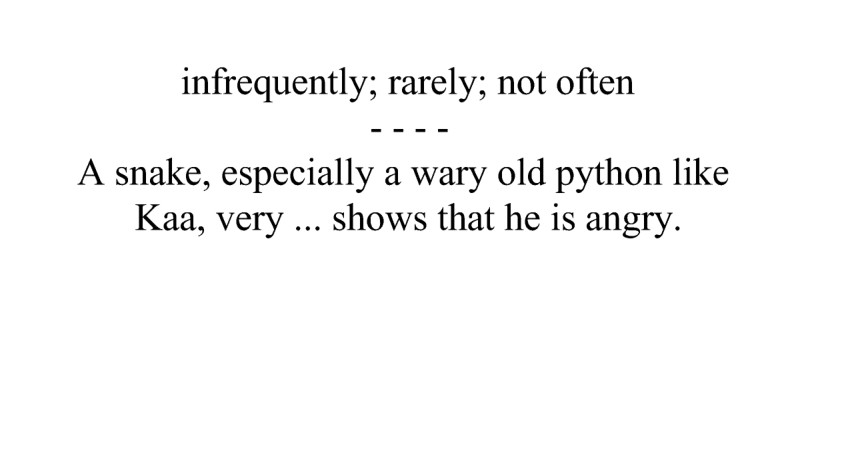 infrequently; rarely; not often
- - - -
A snake, especially a wary old python like
Kaa, very ... shows that he is angry.